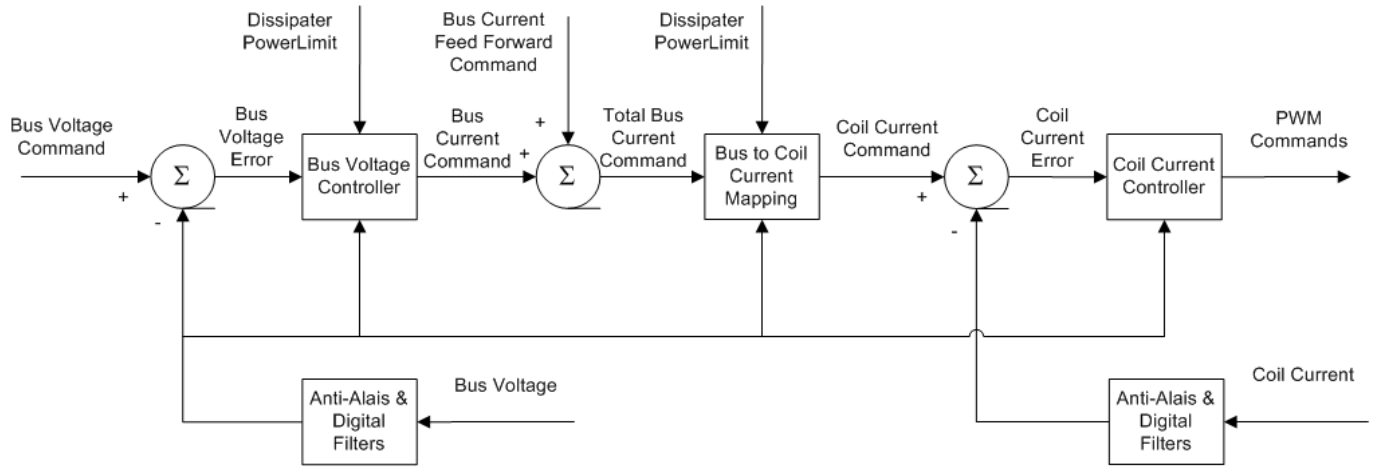 Dissipater
PowerLimit
Bus Current
Feed Forward
Command
Dissipater
PowerLimit
Bus Voltage
Command
+
Σ
-
Bus
Voltage
Error
Bus Voltage
Controller
Bus
Current
Command
+
+
Σ
Total Bus
Current
Command
Bus to Coil
Current
Mapping
Coil Current
Command
+
Σ
-
Coil
Current
Error
Coil Current
Controller
PWM
Commands
Anti-Alais &
Digital
Filters
Bus Voltage
Anti-Alais &
Digital
Filters
Coil Current